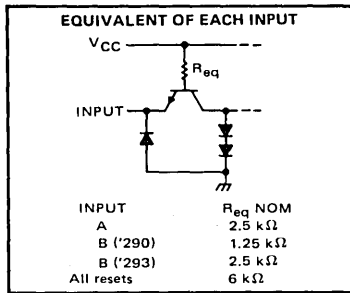 EQUIVALENT OF EACH INPUT
VCC
Req
INPUT
INPUT Req NOM
A 2.5 kΩ
B ('290) 1.25 kΩ
B ('293) 2.5 kΩ
All resets 6 kΩ